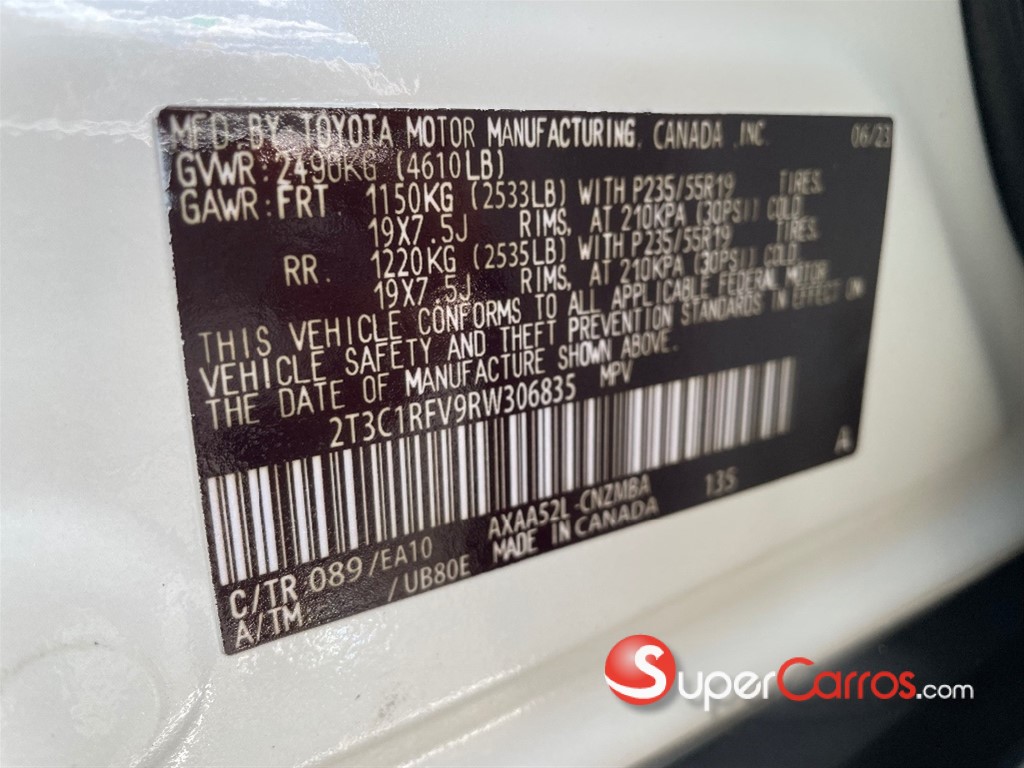 MFD. BY TOYOTA MOTOR MANUFACTURING, CANADA INC. 06/23
GVWR: 2490KG (4610LB)
GAWR: FRT 1150KG (2533LB) WITH P235/55R19 TIRES,
19X7.5J RIMS, AT 210KPA (30PSI) COLD
RR. 1220KG (2535LB) WITH P235/55R19 TIRES,
19X7.5J RIMS, AT 210KPA (30PSI) COLD
THIS VEHICLE CONFORMS TO ALL APPLICABLE FEDERAL MOTOR
VEHICLE SAFETY AND THEFT PREVENTION STANDARDS IN EFFECT ON
THE DATE OF MANUFACTURE SHOWN ABOVE.
2T3C1RFV9RW306835 MPV
A
C/TR 089/EA10 AXAA52L-CNZMBA 135
A/TM /UB80E MADE IN CANADA
SuperCarros.com